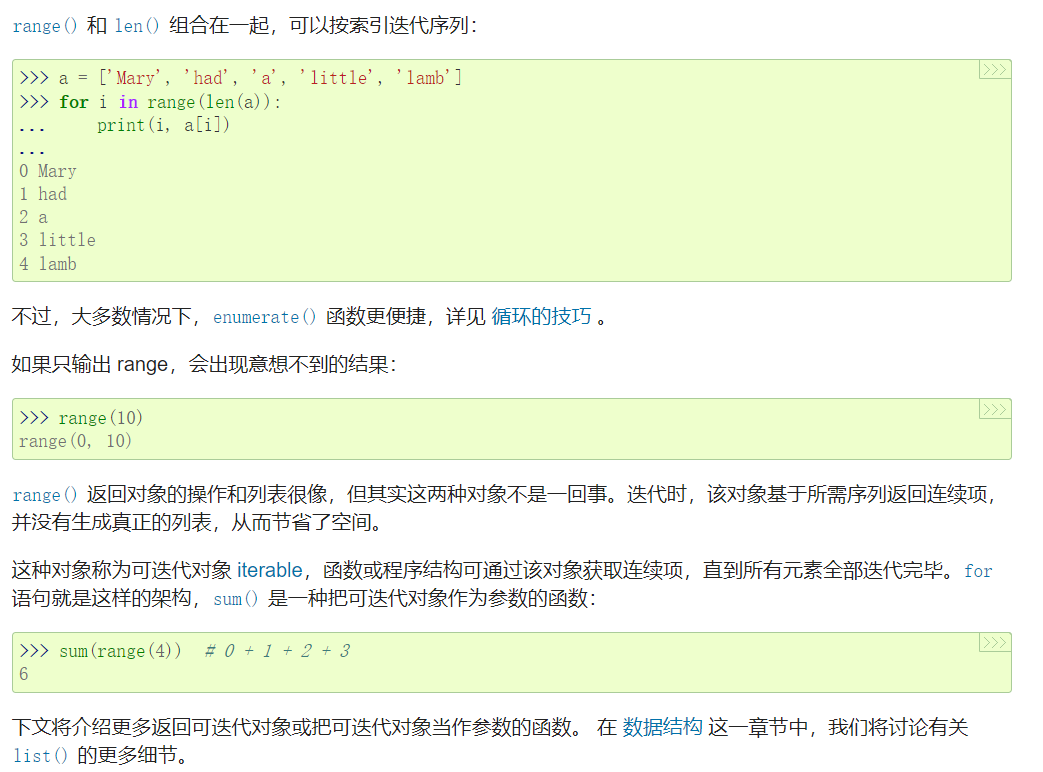 range() 和 len() 组合在一起，可以按索引迭代序列：
>>>
>>> a = ['Mary', 'had', 'a', 'little', 'lamb']
>>> for i in range(len(a)):
...     print(i, a[i])
...
0 Mary
1 had
2 a
3 little
4 lamb
不过，大多数情况下，enumerate() 函数更便捷，详见 循环的技巧 。
如果只输出 range，会出现意想不到的结果：
>>>
>>> range(10)
range(0, 10)
range() 返回对象的操作和列表很像，但其实这两种对象不是一回事。迭代时，该对象基于所需序列返回连续项，
并没有生成真正的列表，从而节省了空间。
这种对象称为可迭代对象 iterable，函数或程序结构可通过该对象获取连续项，直到所有元素全部迭代完毕。for
语句就是这样的架构，sum() 是一种把可迭代对象作为参数的函数：
>>>
>>> sum(range(4))  # 0 + 1 + 2 + 3
6
下文将介绍更多返回可迭代对象或把可迭代对象当作参数的函数。 在 数据结构 这一章节中，我们将讨论有关
list() 的更多细节。